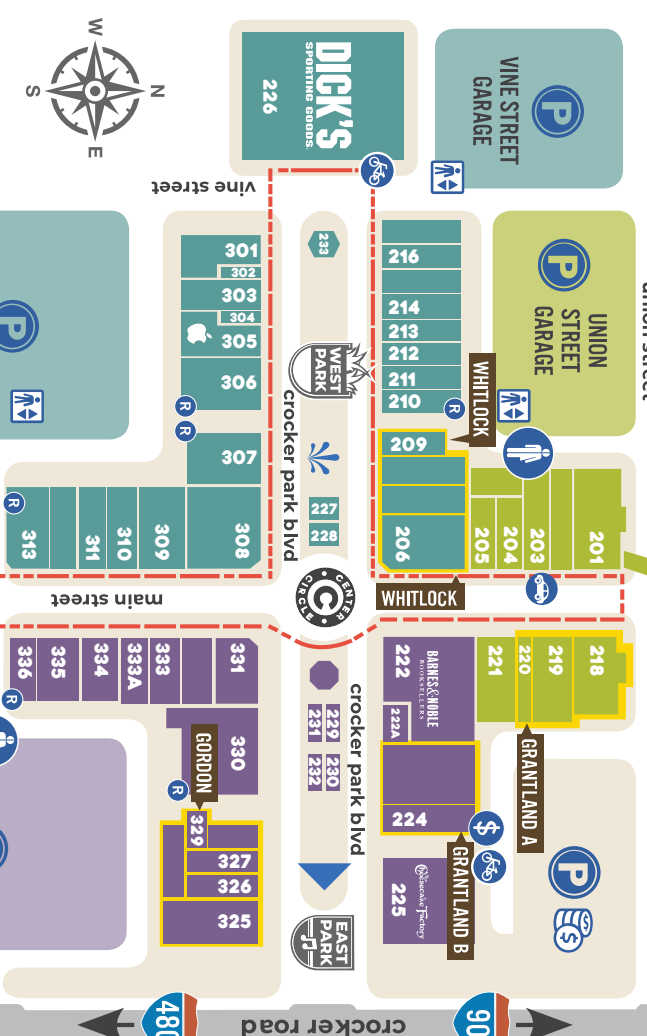 W
N
S
E
DICK'S
SPORTING GOODS
226
VINE STREET
GARAGE
P
vine street
301
302
303
304
305
306
R
R
307
313
311
310
309
308
R
P
233
WEST
PARK
crocker park blvd
227
228
216
214
213
212
211
210
R
WHITLOCK
209
206
WHITLOCK
P
UNION
STREET
GARAGE
union street
205
204
203
201
main street
CENTER
CIRCLE
C
336
335
334
333A
333
331
R
330
R
GORDON
329
327
326
325
229
231
230
232
crocker park blvd
EAST
PARK
222
BARNES&NOBLE
BOOKSELLERS
222A
224
221
220
219
218
GRANTLAND A
$
GRANTLAND B
225
The Cheesecake Factory
P
$
$
480
90
crocker road